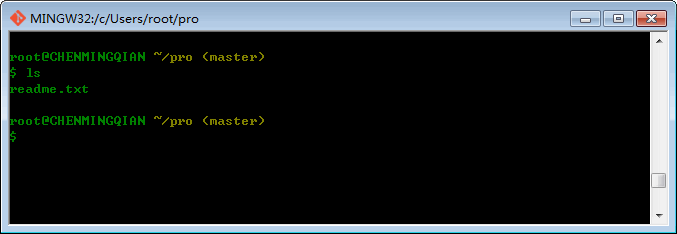 MINGW32:/c/Users/root/pro
root@CHENMINGQIAN ~/pro (master)
$ ls
readme.txt
root@CHENMINGQIAN ~/pro (master)
$